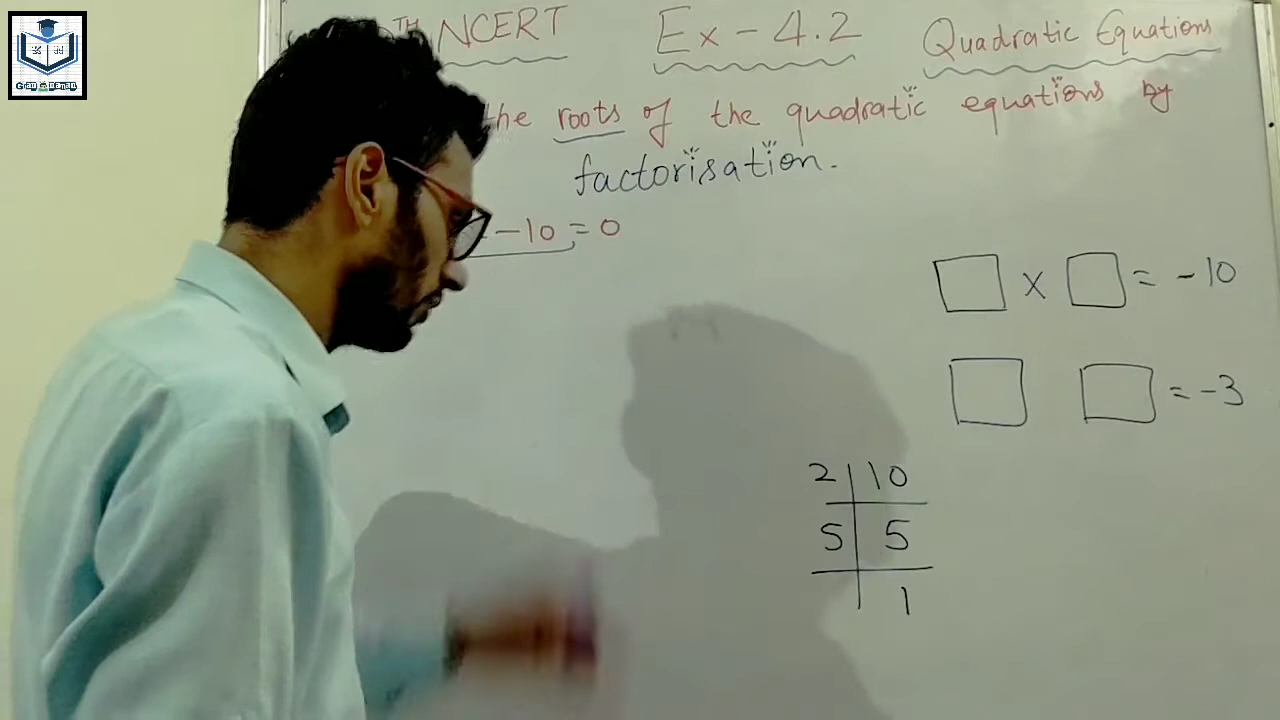 TH NCERT Ex - 4.2 Quadratic Equations
the roots of the quadratic equations by
factorisation.
- 10 = 0
□ x □ = - 10
□ □ = - 3
2 | 10
5 | 5
| 1